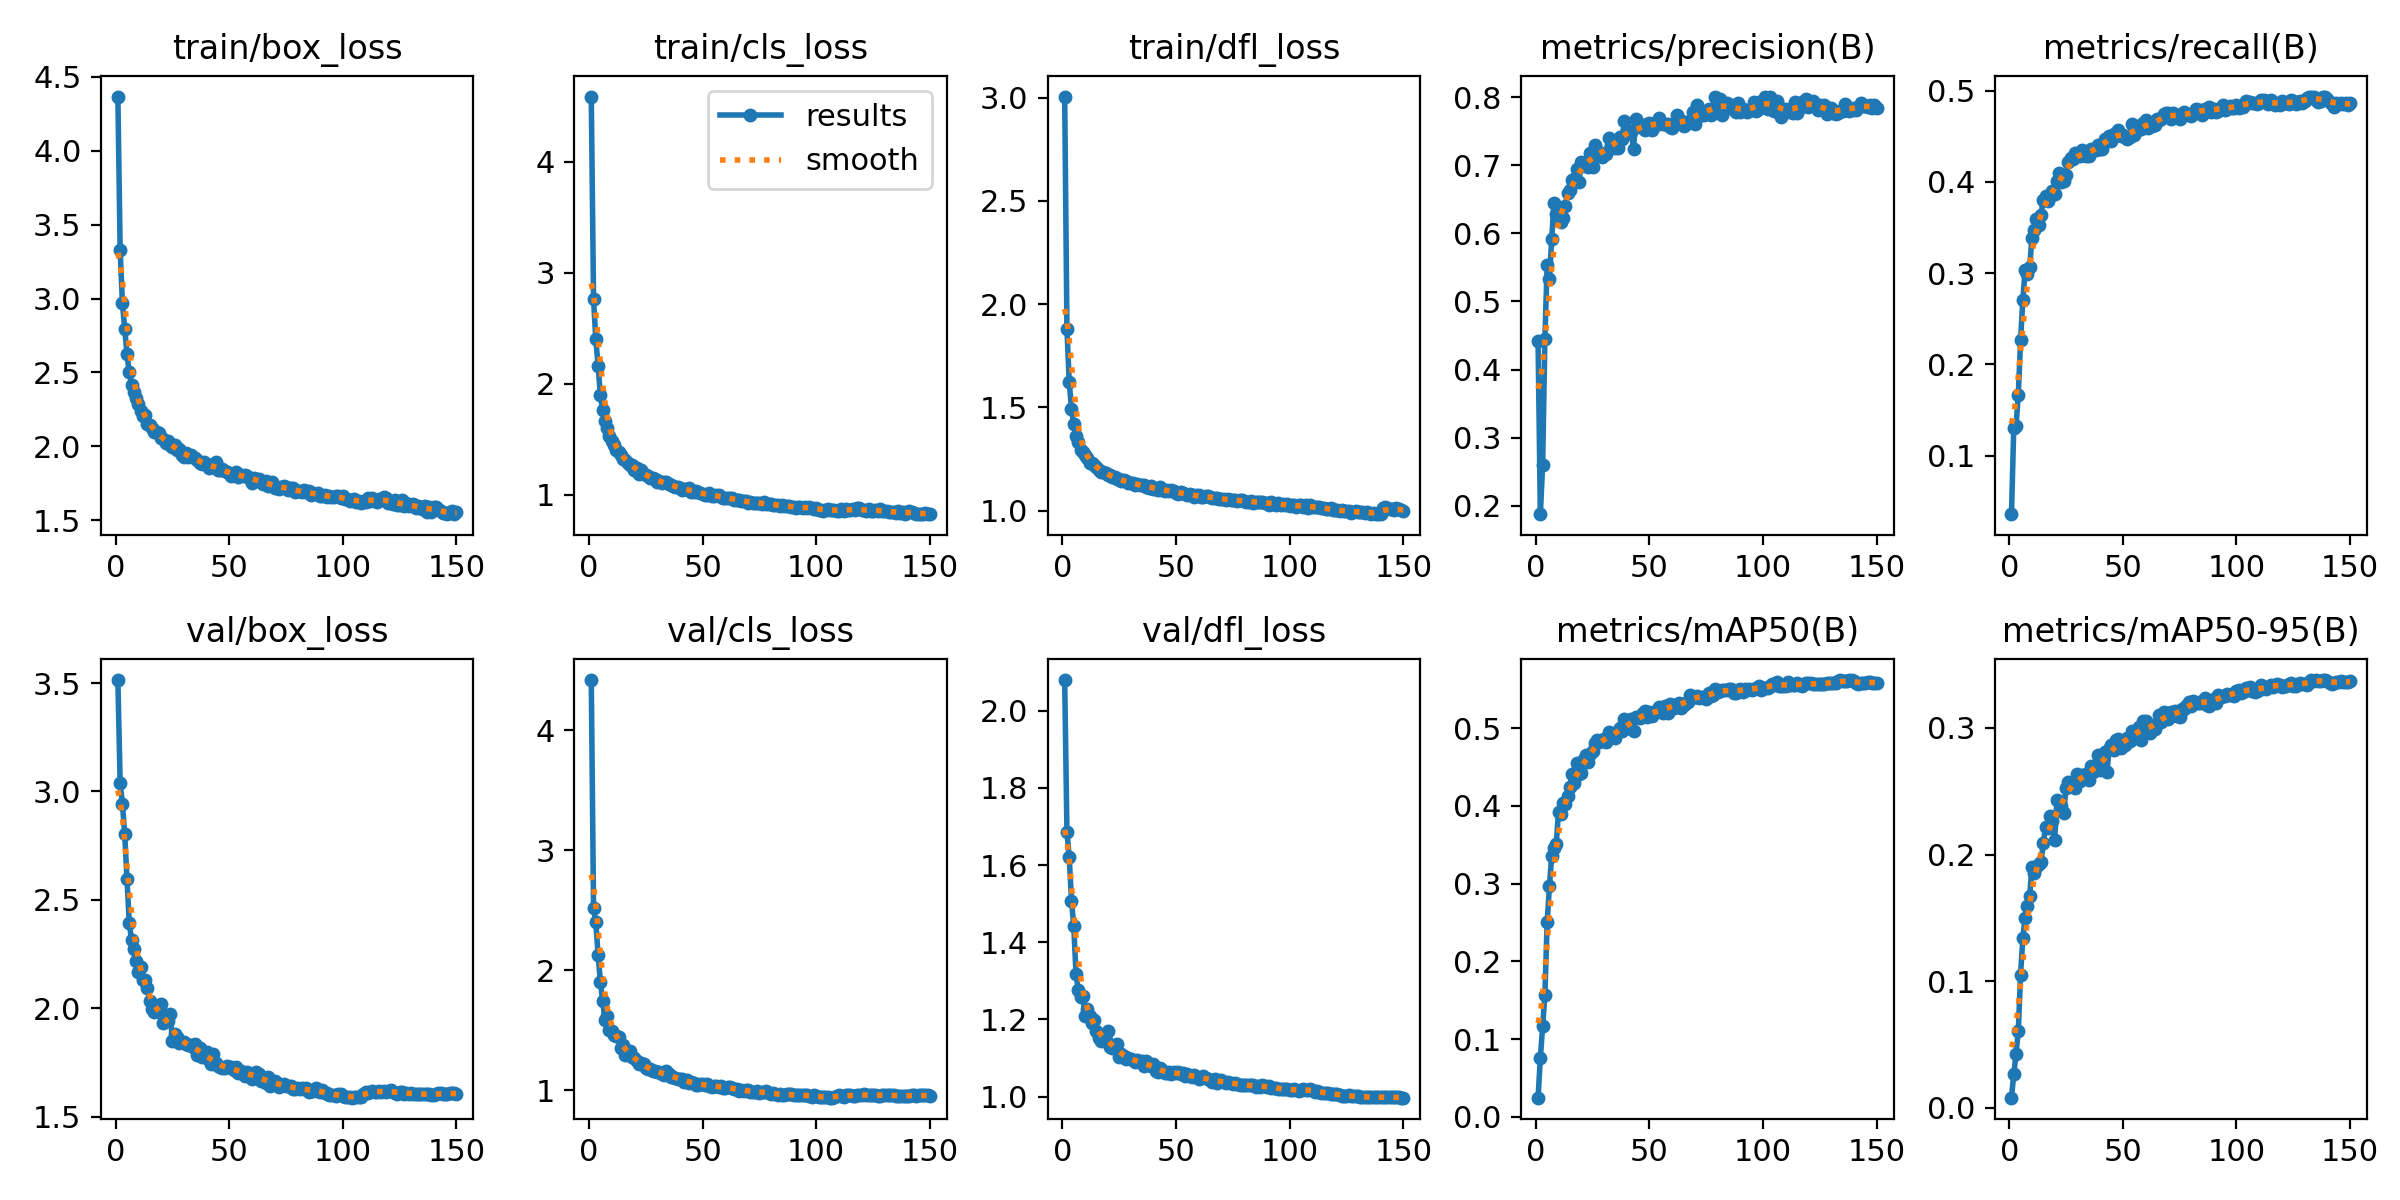 train/box_loss
train/cls_loss
train/dfl_loss
metrics/precision(B)
metrics/recall(B)
4.5
4.0
3.5
3.0
2.5
2.0
1.5
0 50 100 150
results
smooth
4
3
2
1
0 50 100 150
3.0
2.5
2.0
1.5
1.0
0 50 100 150
0.8
0.7
0.6
0.5
0.4
0.3
0.2
0 50 100 150
0.5
0.4
0.3
0.2
0.1
0 50 100 150
val/box_loss
val/cls_loss
val/dfl_loss
metrics/mAP50(B)
metrics/mAP50-95(B)
3.5
3.0
2.5
2.0
1.5
0 50 100 150
4
3
2
1
0 50 100 150
2.0
1.8
1.6
1.4
1.2
1.0
0 50 100 150
0.5
0.4
0.3
0.2
0.1
0.0
0 50 100 150
0.3
0.2
0.1
0.0
0 50 100 150